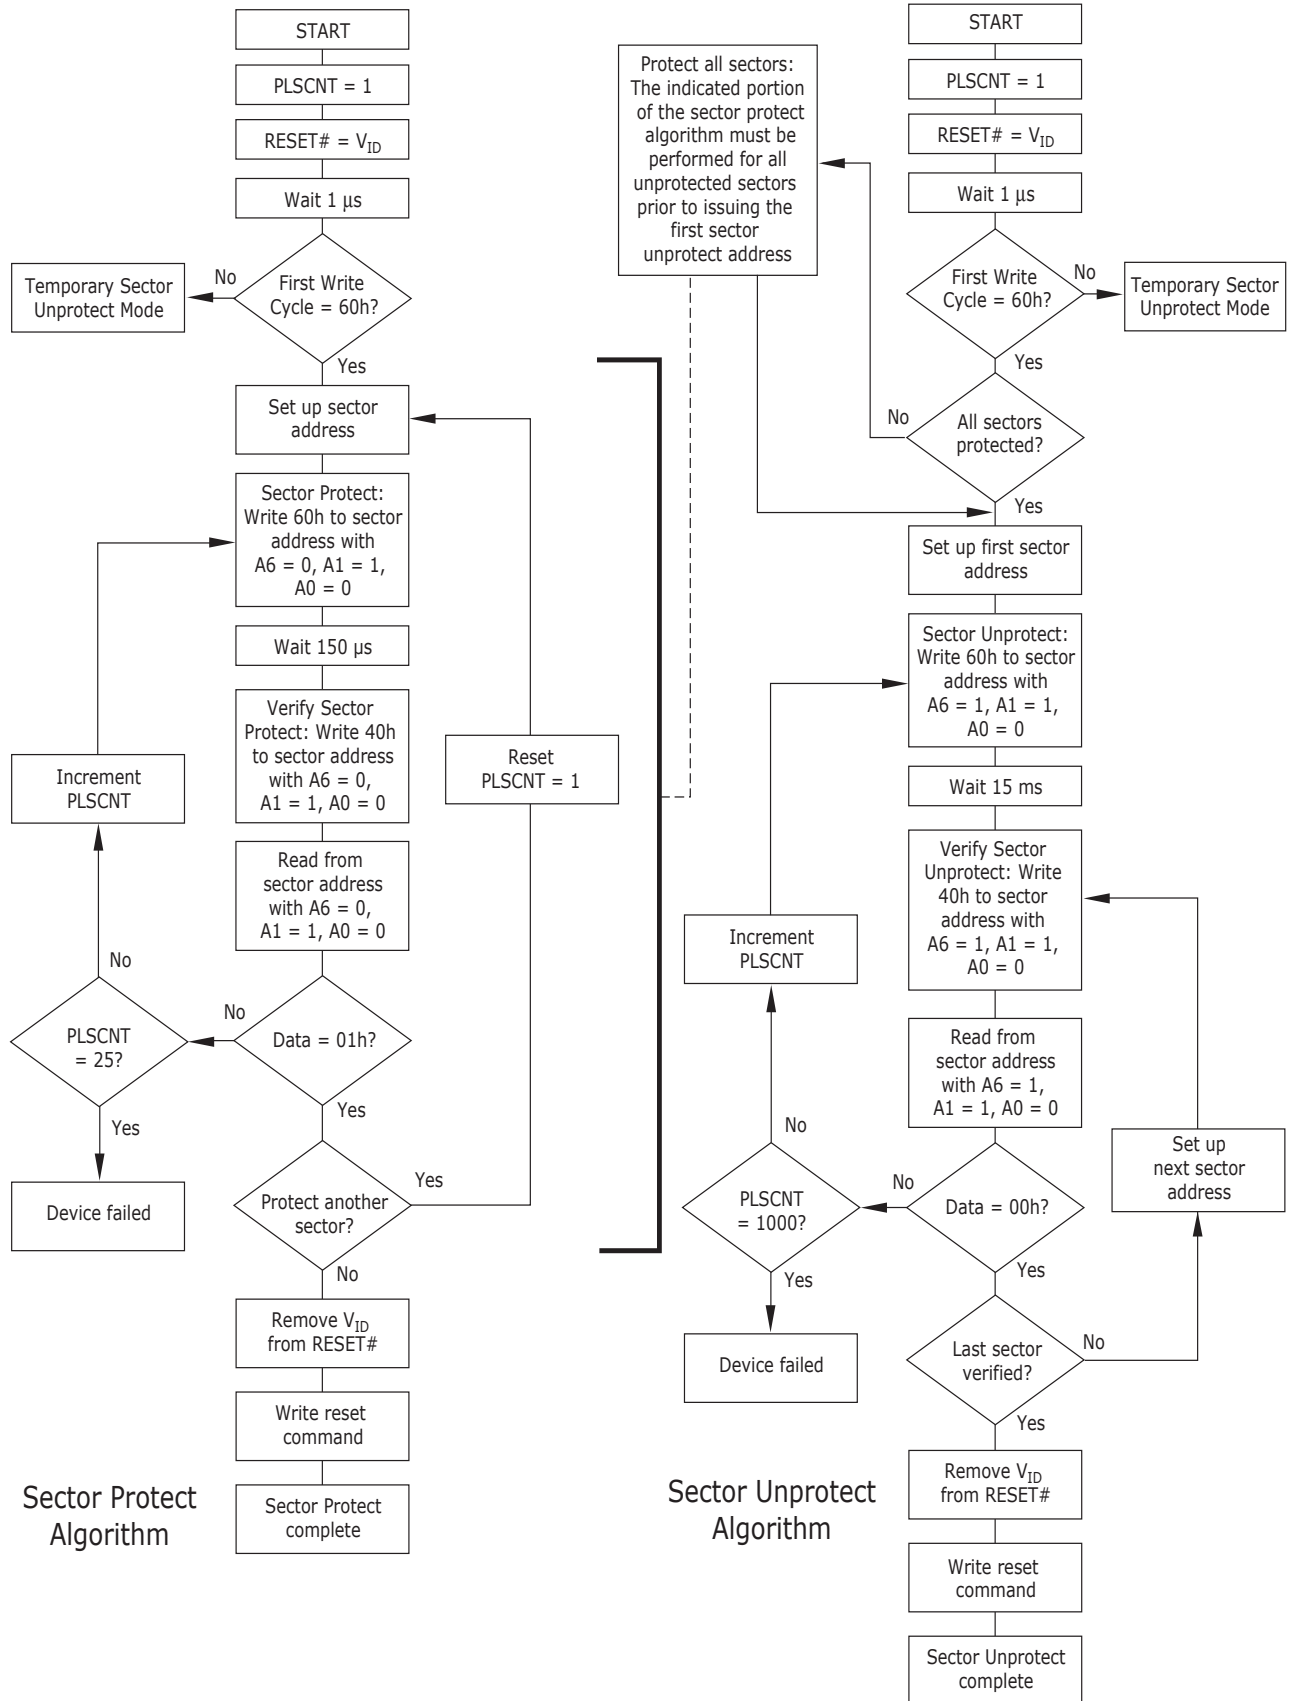 START
PLSCNT = 1
RESET# = VID
Wait 1 μs
First Write
Cycle = 60h?
No
Temporary Sector
Unprotect Mode
Yes
Set up sector
address
Sector Protect:
Write 60h to sector
address with
A6 = 0, A1 = 1,
A0 = 0
Wait 150 μs
Verify Sector
Protect: Write 40h
to sector address
with A6 = 0,
A1 = 1, A0 = 0
Reset
PLSCNT = 1
Increment
PLSCNT
Read from
sector address
with A6 = 0,
A1 = 1, A0 = 0
No
No
PLSCNT
= 25?
Data = 01h?
Yes
Yes
Device failed
Protect another
sector?
Yes
No
Remove VID
from RESET#
Write reset
command
Sector Protect
complete
Sector Protect
Algorithm
Protect all sectors:
The indicated portion
of the sector protect
algorithm must be
performed for all
unprotected sectors
prior to issuing the
first sector
unprotect address
START
PLSCNT = 1
RESET# = VID
Wait 1 μs
First Write
Cycle = 60h?
No
Temporary Sector
Unprotect Mode
Yes
No
All sectors
protected?
Yes
Set up first sector
address
Sector Unprotect:
Write 60h to sector
address with
A6 = 1, A1 = 1,
A0 = 0
Wait 15 ms
Verify Sector
Unprotect: Write
40h to sector
address with
A6 = 1, A1 = 1,
A0 = 0
Increment
PLSCNT
Read from
sector address
with A6 = 1,
A1 = 1, A0 = 0
No
No
PLSCNT
= 1000?
Data = 00h?
Set up
next sector
address
Yes
Yes
Device failed
Last sector
verified?
No
Yes
Remove VID
from RESET#
Write reset
command
Sector Unprotect
complete
Sector Unprotect
Algorithm